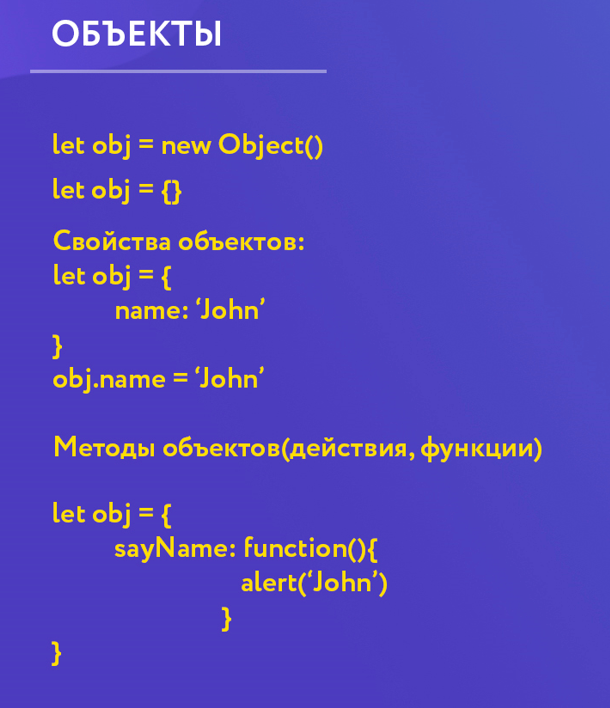 ОБЪЕКТЫ
let obj = new Object()
let obj = {}
Свойства объектов:
let obj = {
name: ‘John’
}
obj.name = ‘John’
Методы объектов(действия, функции)
let obj = {
sayName: function(){
alert(‘John’)
}
}